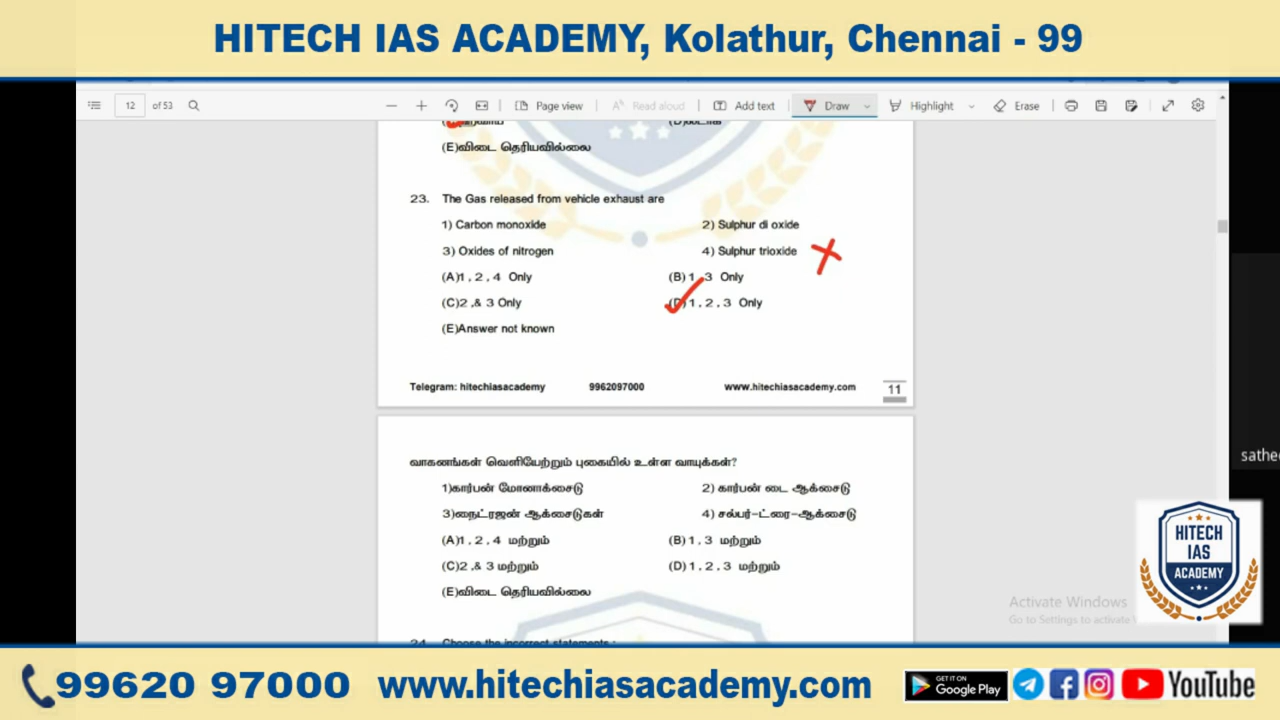 HITECH IAS ACADEMY, Kolathur, Chennai - 99
12 of 53 Page view Read aloud Add text Draw Highlight Erase
(E)விடை தெரியவில்லை
23. The Gas released from vehicle exhaust are
1) Carbon monoxide 2) Sulphur di oxide
3) Oxides of nitrogen 4) Sulphur trioxide
(A)1 , 2 , 4 Only (B) 1 , 3 Only
(C)2 ,& 3 Only (D) 1 , 2 , 3 Only
(E)Answer not known
Telegram: hitechiasacademy 9962097000 www.hitechiasacademy.com 11
வாகனங்கள் வெளியேற்றும் புகையில் உள்ள வாயுக்கள்?
1)கார்பன் மோனாக்சைடு 2) கார்பன் டை ஆக்சைடு
3)நைட்ரஜன் ஆக்சைடுகள் 4) சல்பர்-ட்ரை-ஆக்சைடு
(A)1 , 2 , 4 மற்றும் (B) 1 , 3 மற்றும்
(C)2 ,& 3 மற்றும் (D) 1 , 2 , 3 மற்றும்
(E)விடை தெரியவில்லை
24. Choose the incorrect statements :
sathe
HITECH
IAS
ACADEMY
Activate Windows
Go to Settings to activate
99620 97000 www.hitechiasacademy.com GET IT ON Google Play YouTube